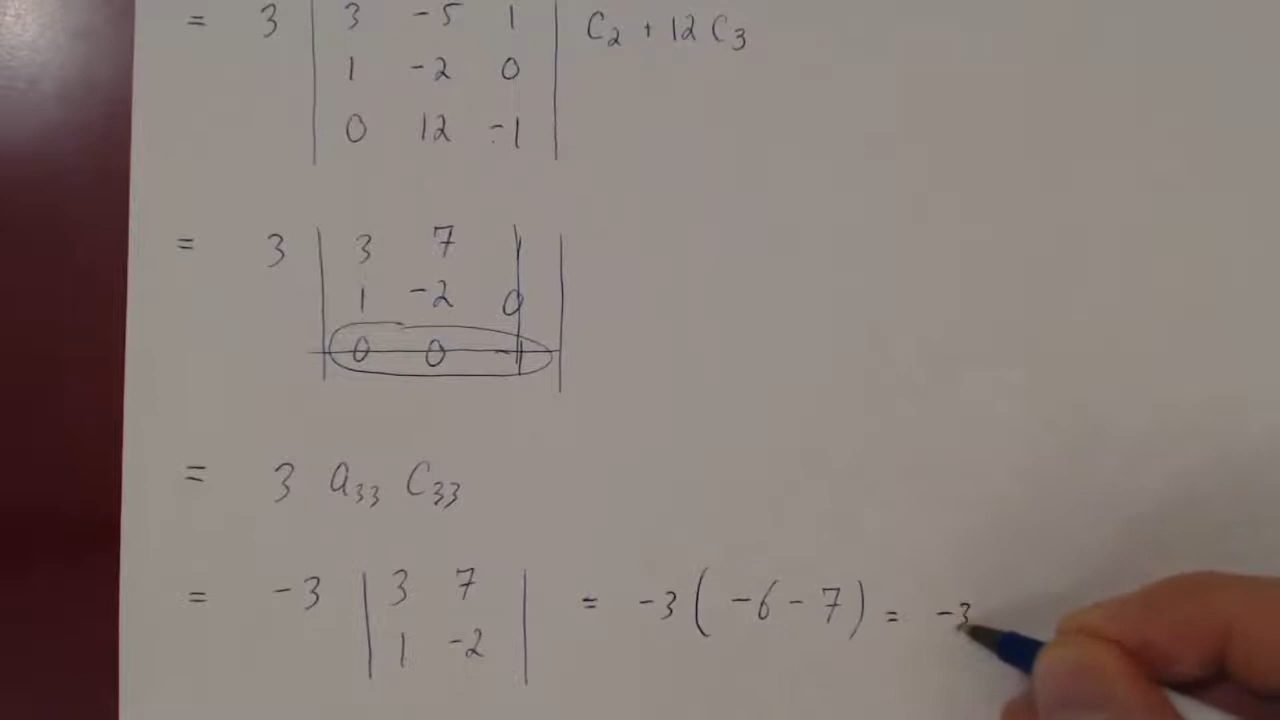 = 3 | 3 -5 1 | C₂ + 12 C₃
| 1 -2 0 |
| 0 12 -1 |
= 3 | 3 7 1 |
| 1 -2 0 |
| 0 0 -1 |
= 3 a₃₃ C₃₃
= -3 | 3 7 | = -3 ( -6 - 7 ) = -3
| 1 -2 |